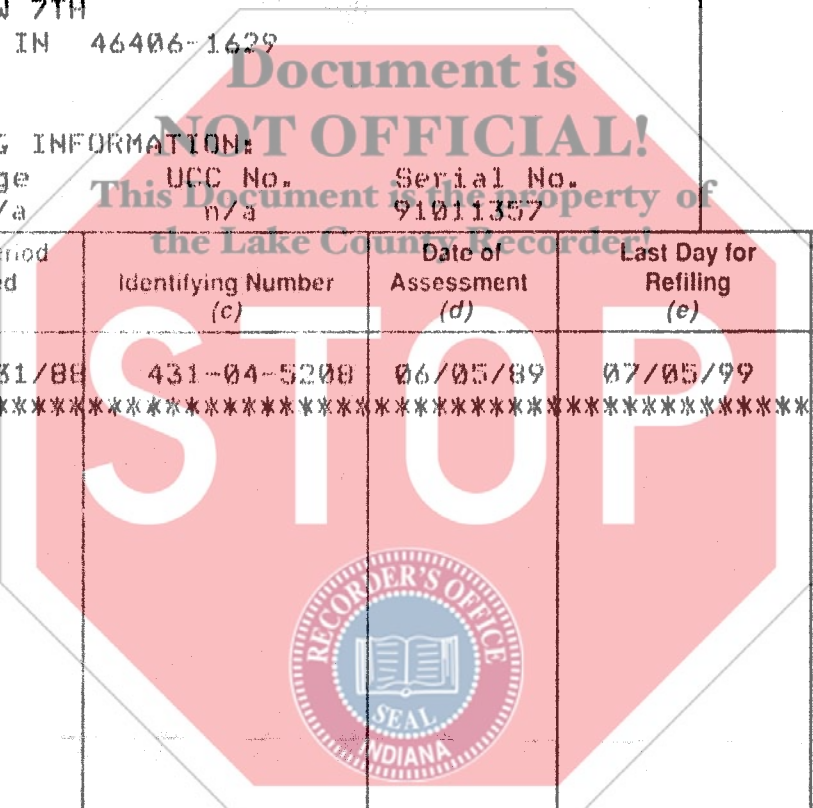 W 7TH
IN 46406-1629
Document is
NOT OFFICIAL!
G INFORMATION:
ge UCC No. Serial No.
This Document is the property of
/a n/a 91011357
the Lake County Recorder!
riod Date of Last Day for
ed Identifying Number Assessment Refiling
(c) (d) (e)
31/88 431-04-5208 06/05/89 07/05/99
STOP
RECORDER'S OFFICE
SEAL
INDIANA